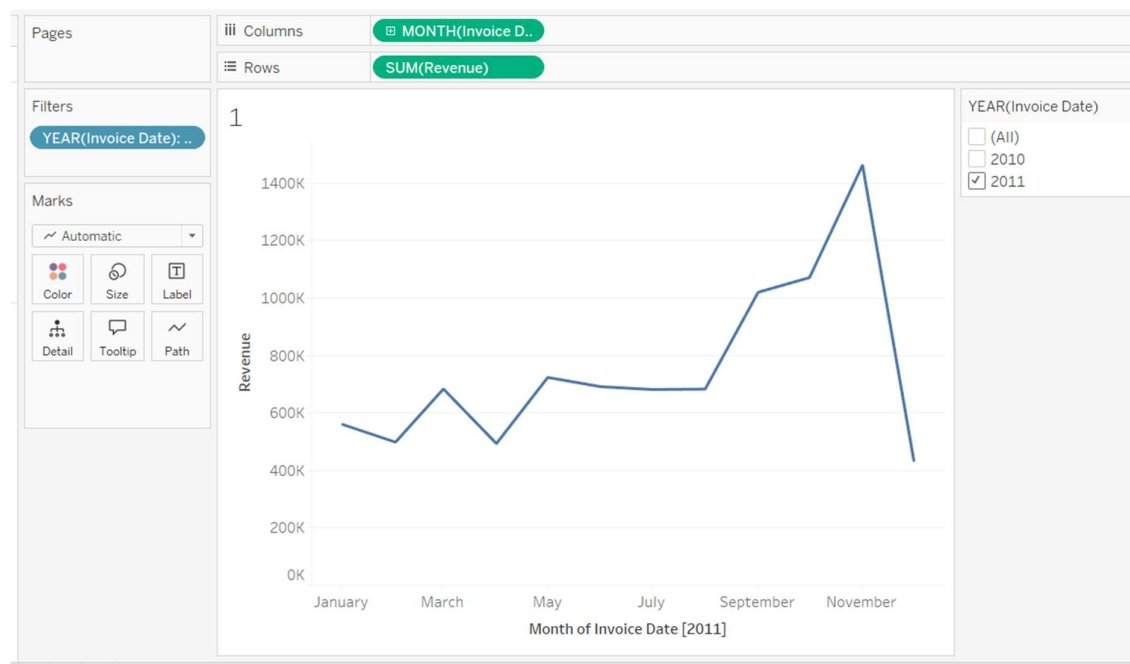 Pages
iii Columns
MONTH(Invoice D..
Rows
SUM(Revenue)
Filters
YEAR(Invoice Date): ..
Marks
Automatic
Color
Size
Label
Detail
Tooltip
Path
1
Revenue
1400K
1200K
1000K
800K
600K
400K
200K
0K
January March May July September November
Month of Invoice Date [2011]
YEAR(Invoice Date)
(All)
2010
2011